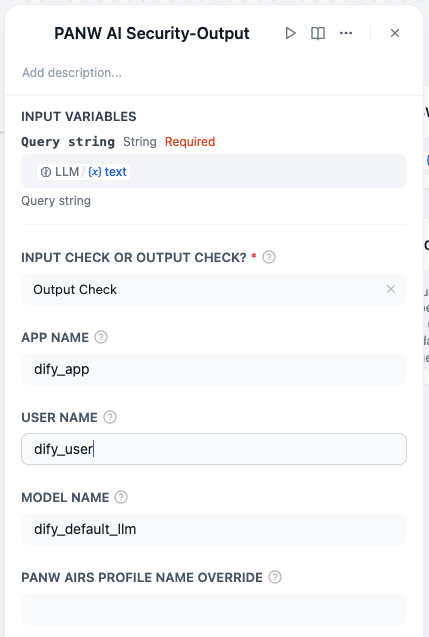 PANW AI Security-Output
Add description...
INPUT VARIABLES
Query string String Required
LLM / {x} text
Query string
INPUT CHECK OR OUTPUT CHECK? *
Output Check
APP NAME
dify_app
USER NAME
dify_user
MODEL NAME
dify_default_llm
PANW AIRS PROFILE NAME OVERRIDE